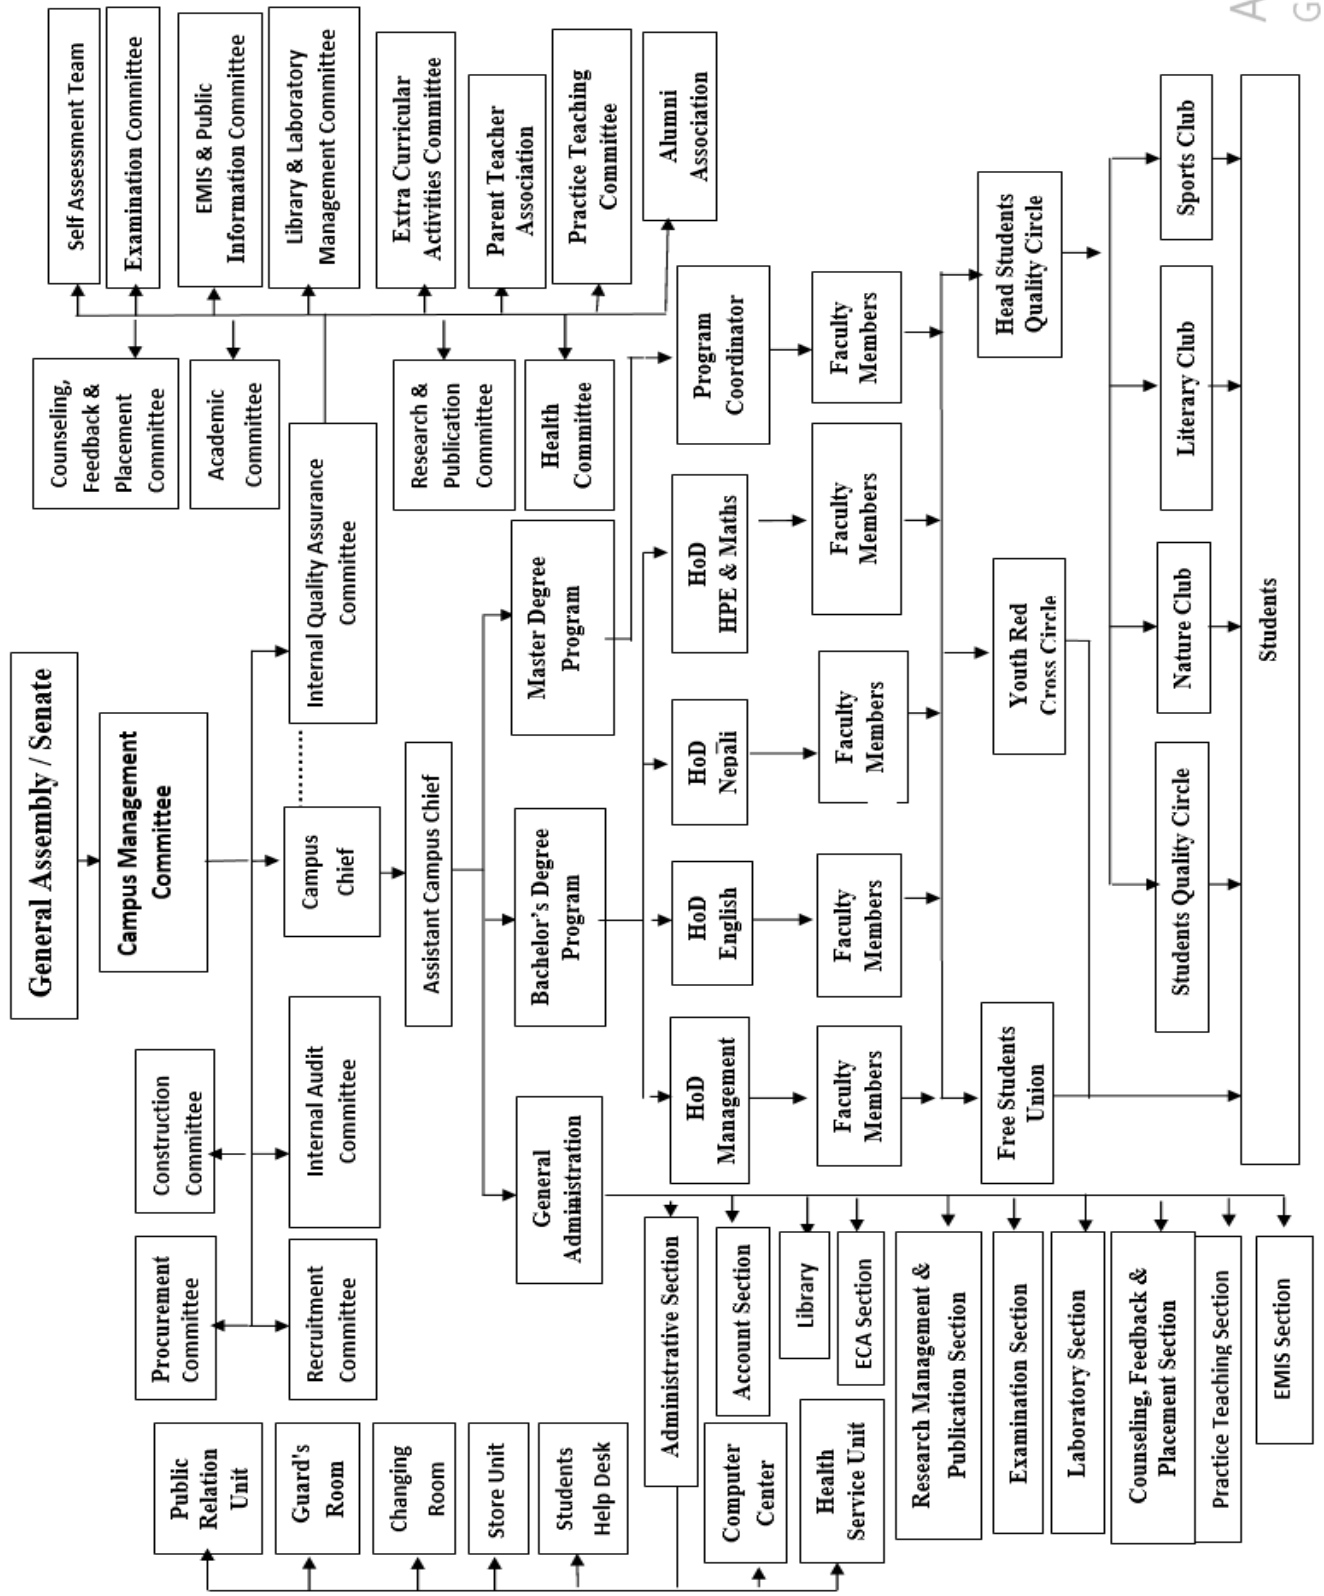 General Assembly / Senate
Campus Management
Committee
Procurement
Committee
Construction
Committee
Recruitment
Committee
Internal Audit
Committee
Campus
Chief
Internal Quality Assurance
Committee
Counseling,
Feedback &
Placement
Committee
Academic
Committee
Research &
Publication
Committee
Health
Committee
Self Assessment Team
Examination Committee
EMIS & Public
Information Committee
Library & Laboratory
Management Committee
Extra Curricular
Activities Committee
Parent Teacher
Association
Practice Teaching
Committee
Alumni
Association
Assistant Campus Chief
General
Administration
Bachelor's Degree
Program
Master Degree
Program
Public
Relation
Unit
Guard's
Room
Changing
Room
Store Unit
Students
Help Desk
Computer
Center
Health
Service Unit
Administrative Section
Account Section
Library
ECA Section
Research Management &
Publication Section
Examination Section
Laboratory Section
Counseling, Feedback &
Placement Section
Practice Teaching Section
EMIS Section
HoD
Management
HoD
English
HoD
Nepali
HoD
HPE & Maths
Program
Coordinator
Faculty
Members
Faculty
Members
Faculty
Members
Faculty
Members
Faculty
Members
Free Students
Union
Youth Red
Cross Circle
Head Students
Quality Circle
Students Quality Circle
Nature Club
Literary Club
Sports Club
Students
A
G